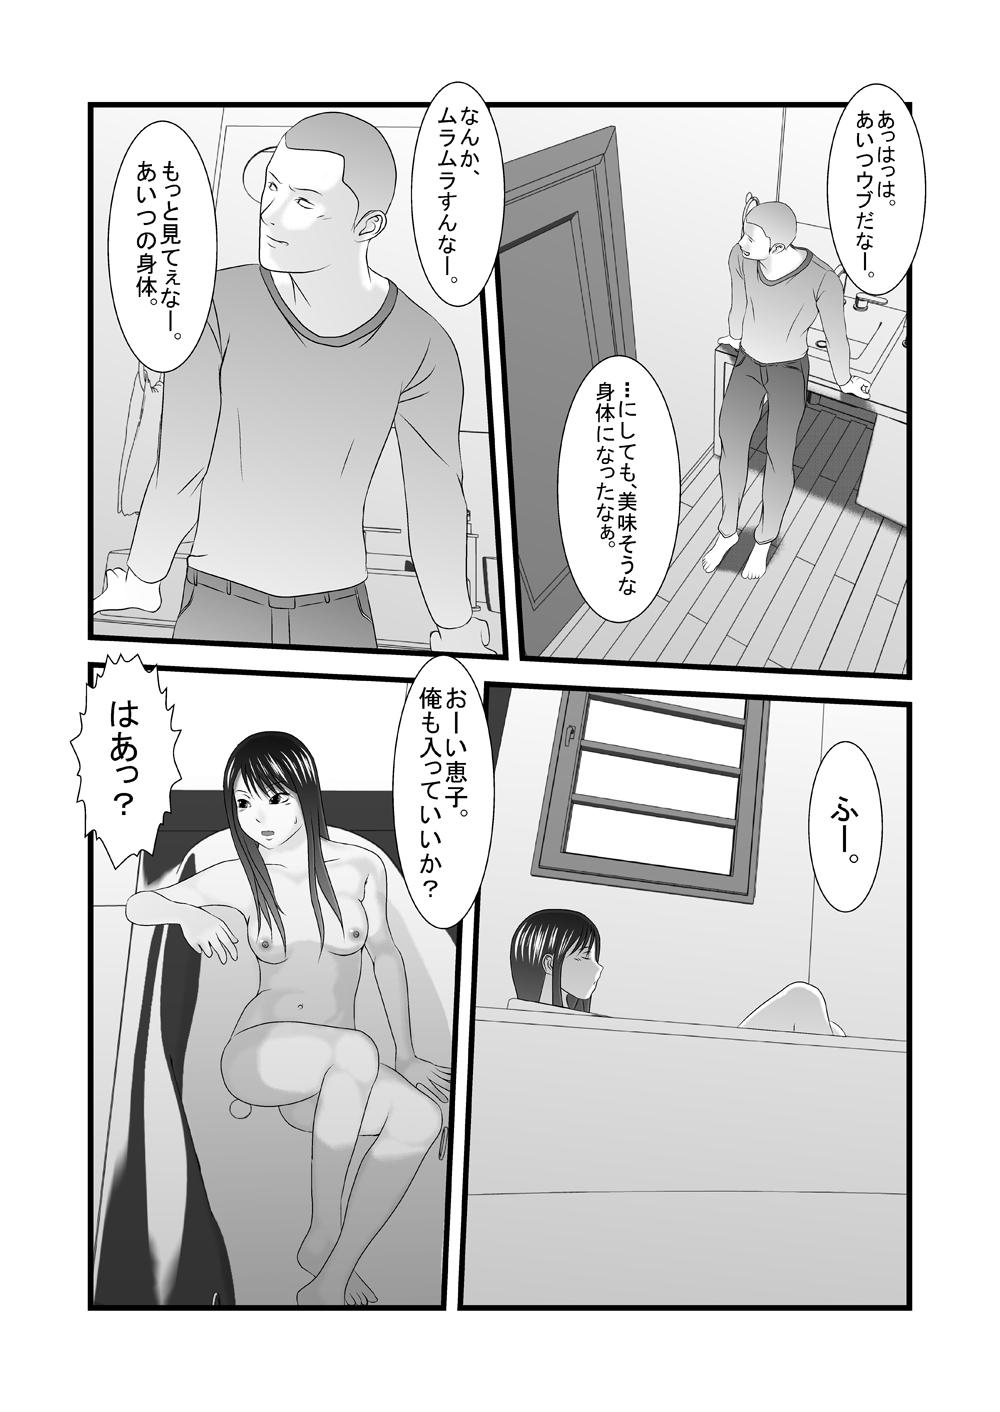 あっはっは。
あいつウブだなー。
…にしても、美味そうな
身体になったなぁ。
なんか、
ムラムラすんなー。
もっと見てぇなー。
あいつの身体。
ふー。
おーい恵子。
俺も入っていいか？
はあっ？